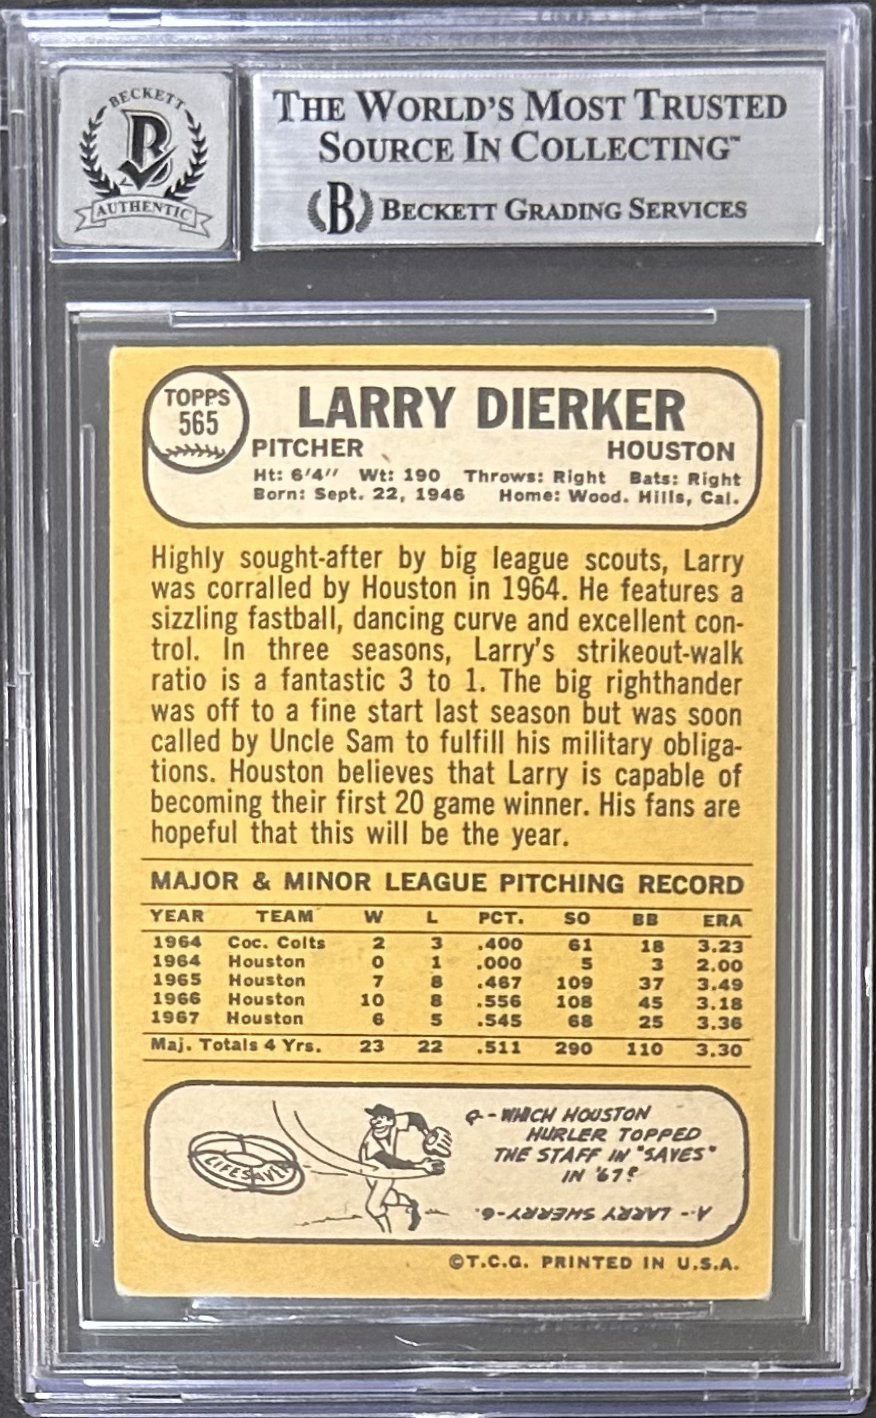 BECKETT
AUTHENTIC
THE WORLD'S MOST TRUSTED
SOURCE IN COLLECTING™
B BECKETT GRADING SERVICES
TOPPS
565
LARRY DIERKER
PITCHER HOUSTON
Ht: 6'4" Wt: 190 Throws: Right Bats: Right
Born: Sept. 22, 1946 Home: Wood. Hills, Cal.
Highly sought-after by big league scouts, Larry
was corralled by Houston in 1964. He features a
sizzling fastball, dancing curve and excellent con-
trol. In three seasons, Larry's strikeout-walk
ratio is a fantastic 3 to 1. The big righthander
was off to a fine start last season but was soon
called by Uncle Sam to fulfill his military obliga-
tions. Houston believes that Larry is capable of
becoming their first 20 game winner. His fans are
hopeful that this will be the year.
MAJOR & MINOR LEAGUE PITCHING RECORD
YEAR TEAM W L PCT. SO BB ERA
1964 Coc. Colts 2 3 .400 61 18 3.23
1964 Houston 0 1 .000 5 3 2.00
1965 Houston 7 8 .467 109 37 3.49
1966 Houston 10 8 .556 108 45 3.18
1967 Houston 6 5 .545 68 25 3.36
Maj. Totals 4 Yrs. 23 22 .511 290 110 3.30
LIFESAVER
Q-WHICH HOUSTON
HURLER TOPPED
THE STAFF IN "SAVES"
IN '67?
A-- LARRY SHERRY-6.
©T.C.G. PRINTED IN U.S.A.